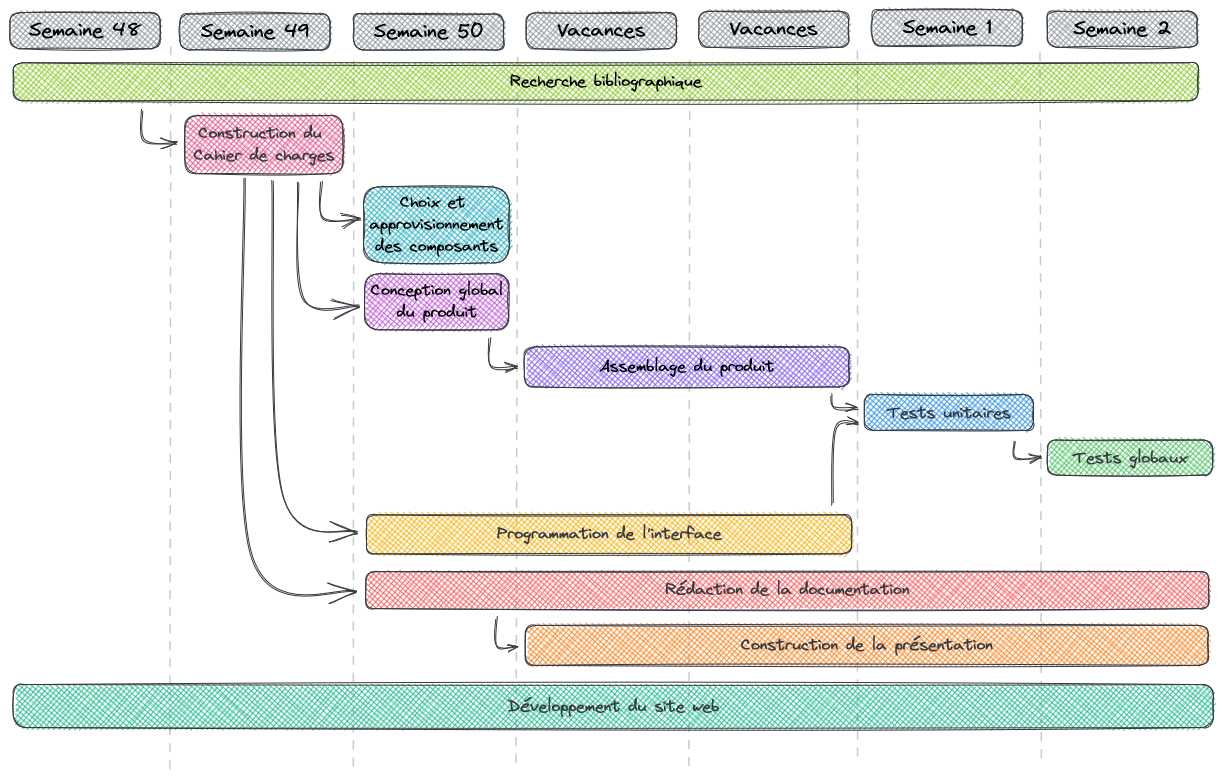 Semaine 48
Semaine 49
Semaine 50
Vacances
Vacances
Semaine 1
Semaine 2
Recherche bibliographique
Construction du
Cahier de charges
Choix et
approvisionnement
des composants
Conception global
du produit
Assemblage du produit
Tests unitaires
Tests globaux
Programmation de l'interface
Rédaction de la documentation
Construction de la présentation
Développement du site web